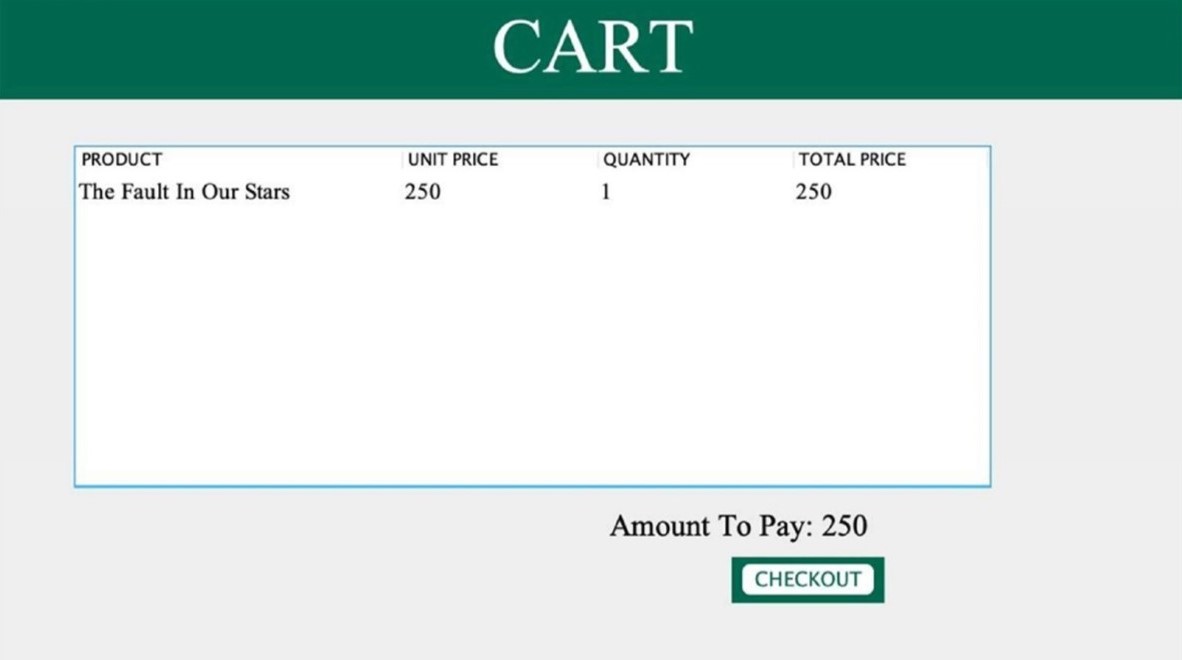 CART
PRODUCT UNIT PRICE QUANTITY TOTAL PRICE
The Fault In Our Stars 250 1 250
Amount To Pay: 250
CHECKOUT